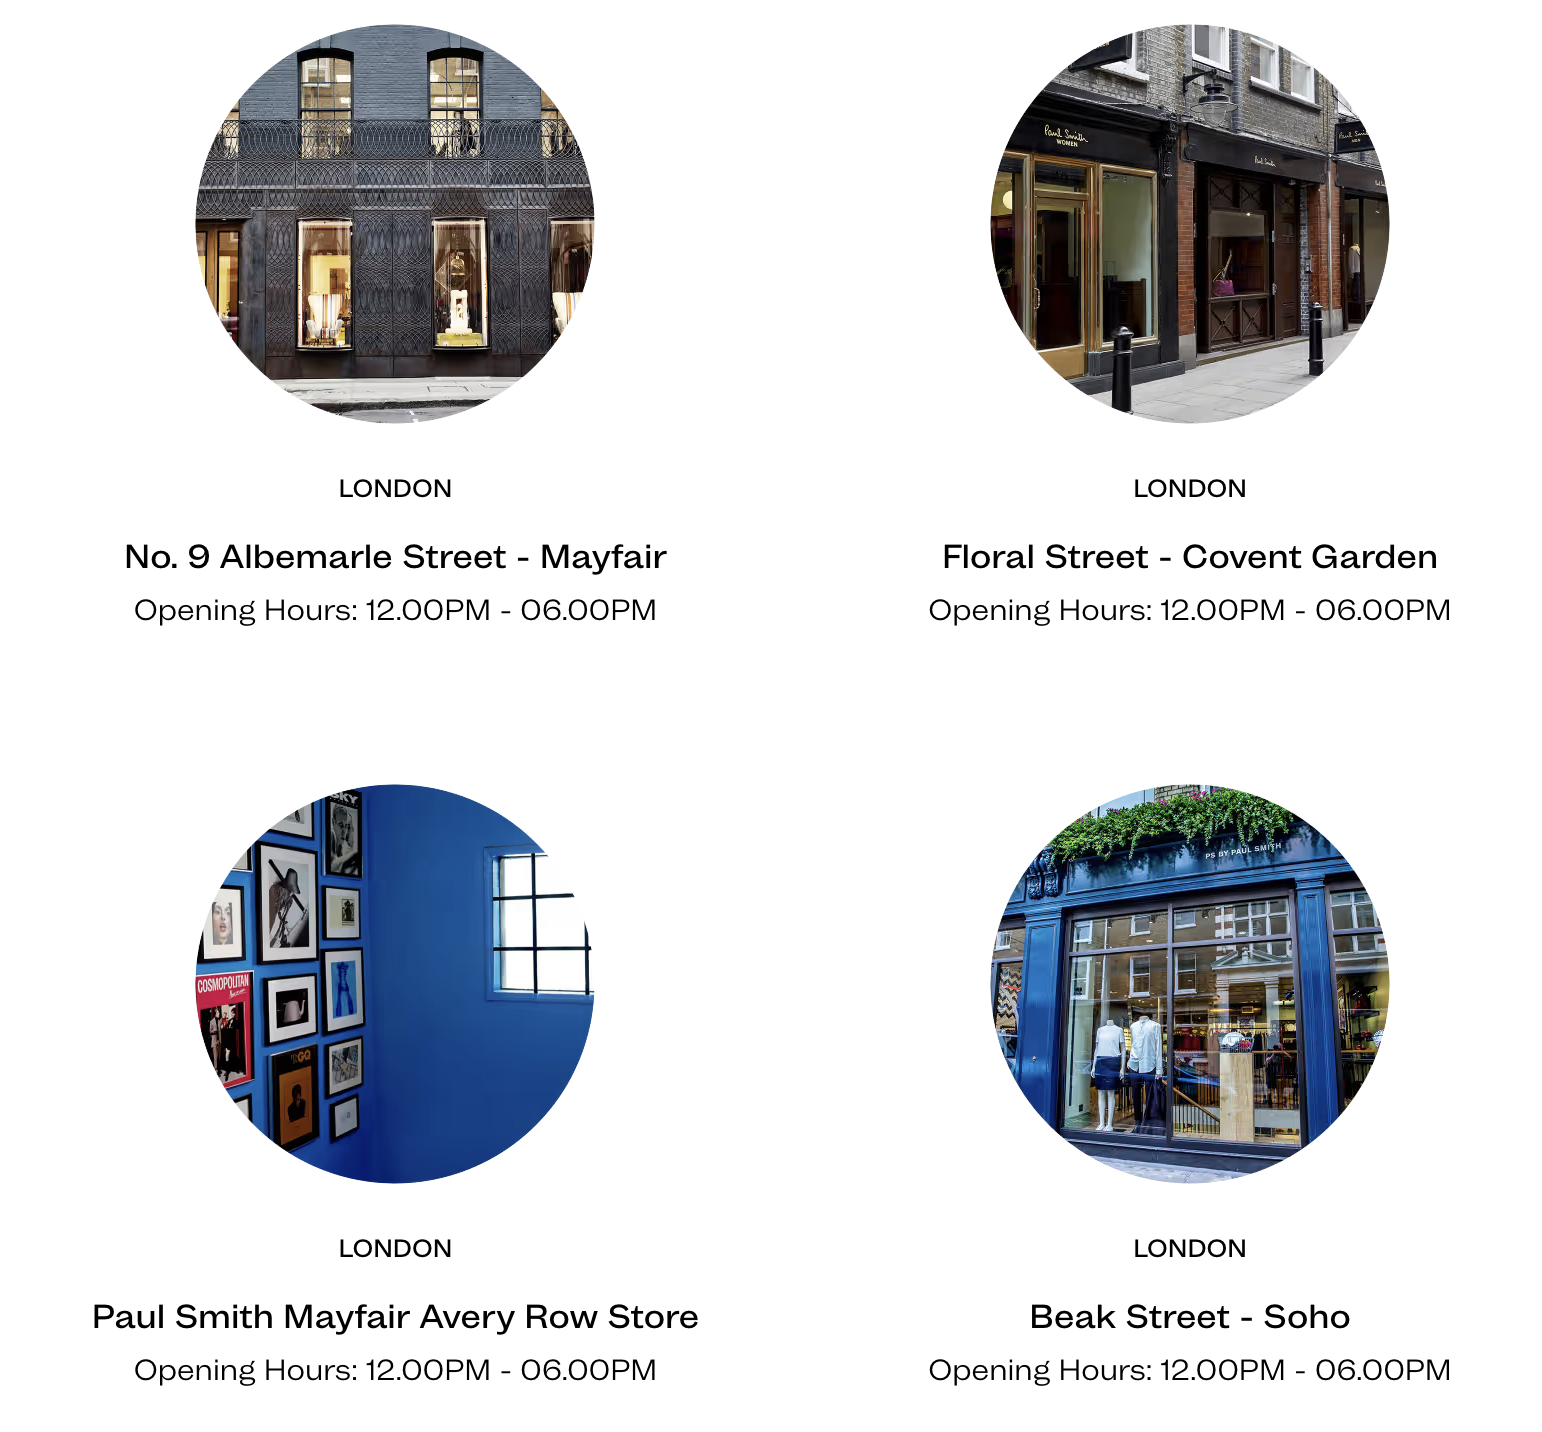 Paul Smith
WOMEN
Paul Smith
LONDON
LONDON
No. 9 Albemarle Street - Mayfair
Floral Street - Covent Garden
Opening Hours: 12.00PM - 06.00PM
Opening Hours: 12.00PM - 06.00PM
COSMOPOLITAN
GQ
PS BY PAUL SMITH
LONDON
LONDON
Paul Smith Mayfair Avery Row Store
Beak Street - Soho
Opening Hours: 12.00PM - 06.00PM
Opening Hours: 12.00PM - 06.00PM